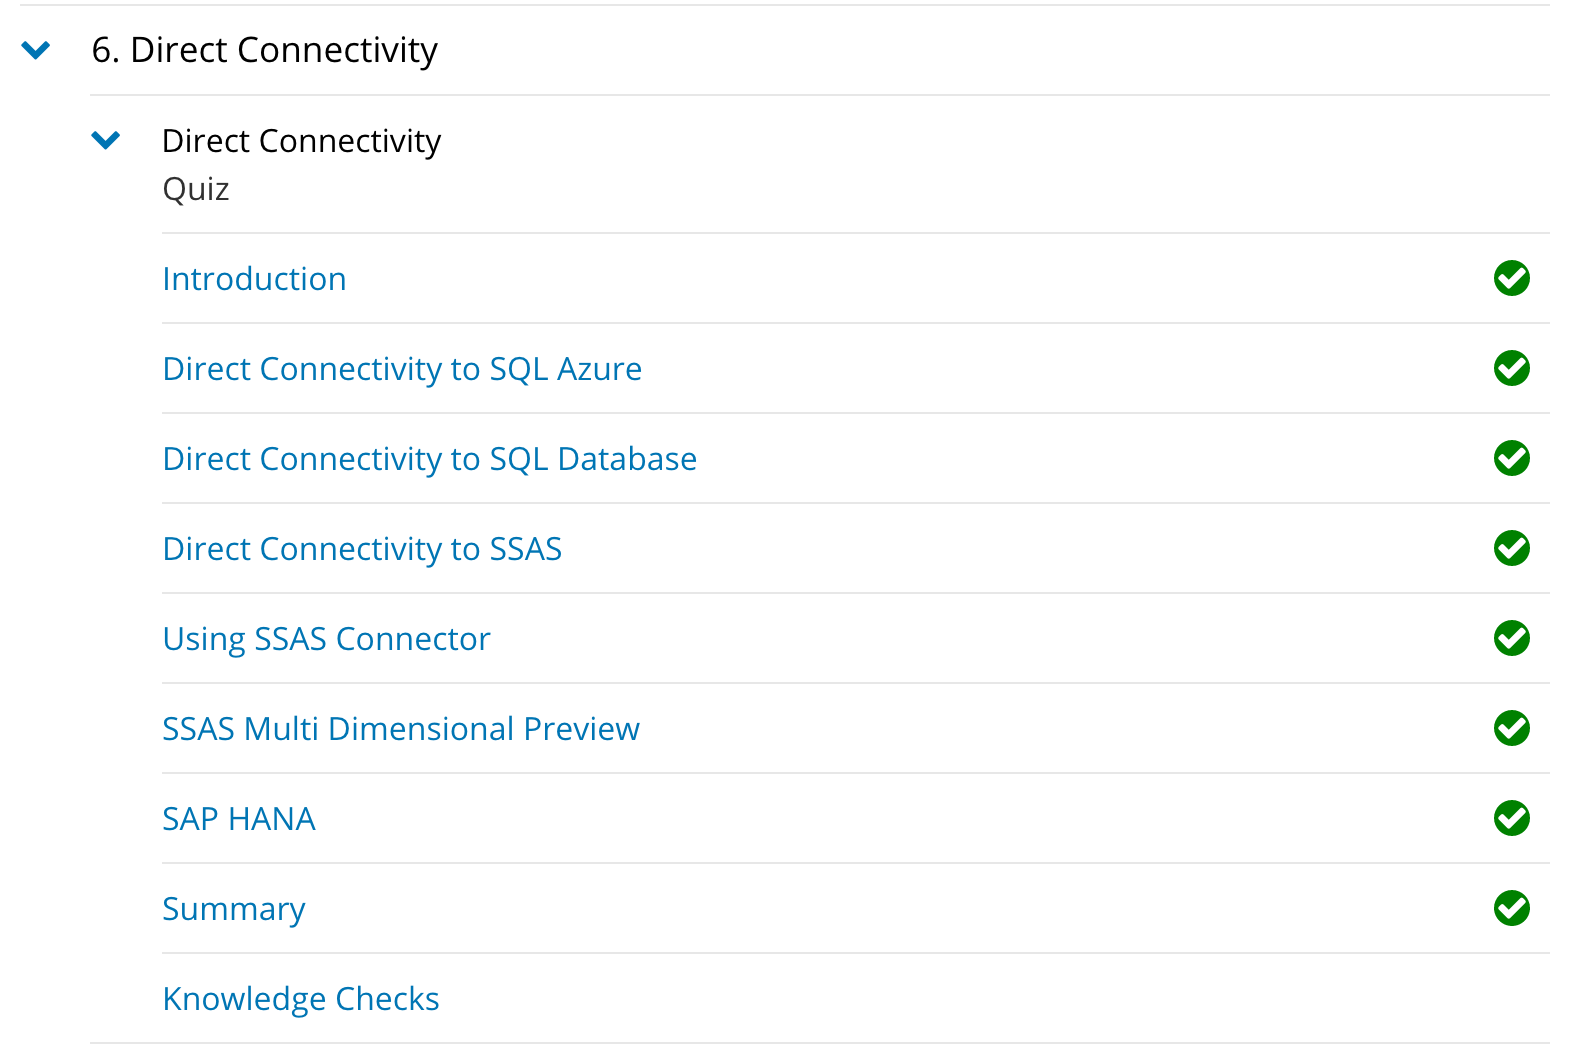 6. Direct Connectivity
Direct Connectivity
Quiz
Introduction
Direct Connectivity to SQL Azure
Direct Connectivity to SQL Database
Direct Connectivity to SSAS
Using SSAS Connector
SSAS Multi Dimensional Preview
SAP HANA
Summary
Knowledge Checks